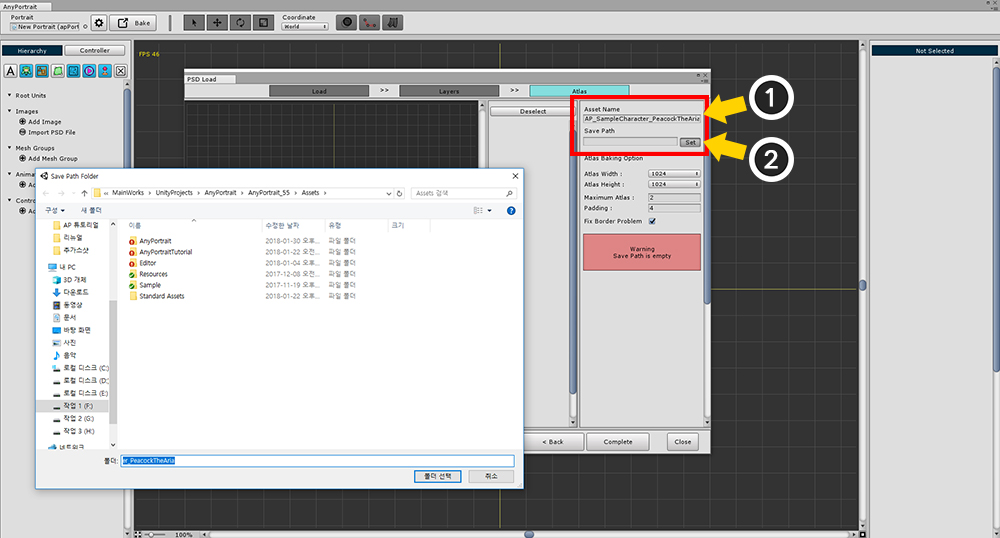 AnyPortrait
Portrait
New Portrait (apPort
Bake
Coordinate
World
Hierarchy
Controller
Not Selected
FPS 46
Root Units
Images
Add Image
Import PSD File
Mesh Groups
Add Mesh Group
Anima
Ad
Contro
Ad
PSD Load
Load
>>
Layers
>>
Atlas
Deselect
Asset Name
AP_SampleCharacter_PeacockTheAria
Save Path
Set
1
2
Atlas Baking Option
Atlas Width :
1024
Atlas Height :
1024
Maximum Atlas :
2
Padding :
4
Fix Border Problem
Warning
Save Path is empty
< Back
Complete
Close
Save Path Folder
« MainWorks > UnityProjects > AnyPortrait > AnyPortrait_55 > Assets >
Assets 검색
구성
새 폴더
이름
수정한 날짜
유형
크기
AP 튜토리얼
리뉴얼
추가스샷
내 PC
3D 개체
다운로드
동영상
문서
바탕 화면
사진
음악
로컬 디스크 (C:)
로컬 디스크 (D:)
로컬 디스크 (E:)
작업 1 (F:)
작업 2 (G:)
작업 3 (H:)
네트워크
AnyPortrait 2018-01-30 오후... 파일 폴더
AnyPortraitTutorial 2018-01-22 오전... 파일 폴더
Editor 2018-01-04 오후... 파일 폴더
Resources 2017-12-08 오전... 파일 폴더
Sample 2017-11-19 오후... 파일 폴더
Standard Assets 2018-01-22 오후... 파일 폴더
폴더:
er_PeacockTheAria
폴더 선택
취소
100%